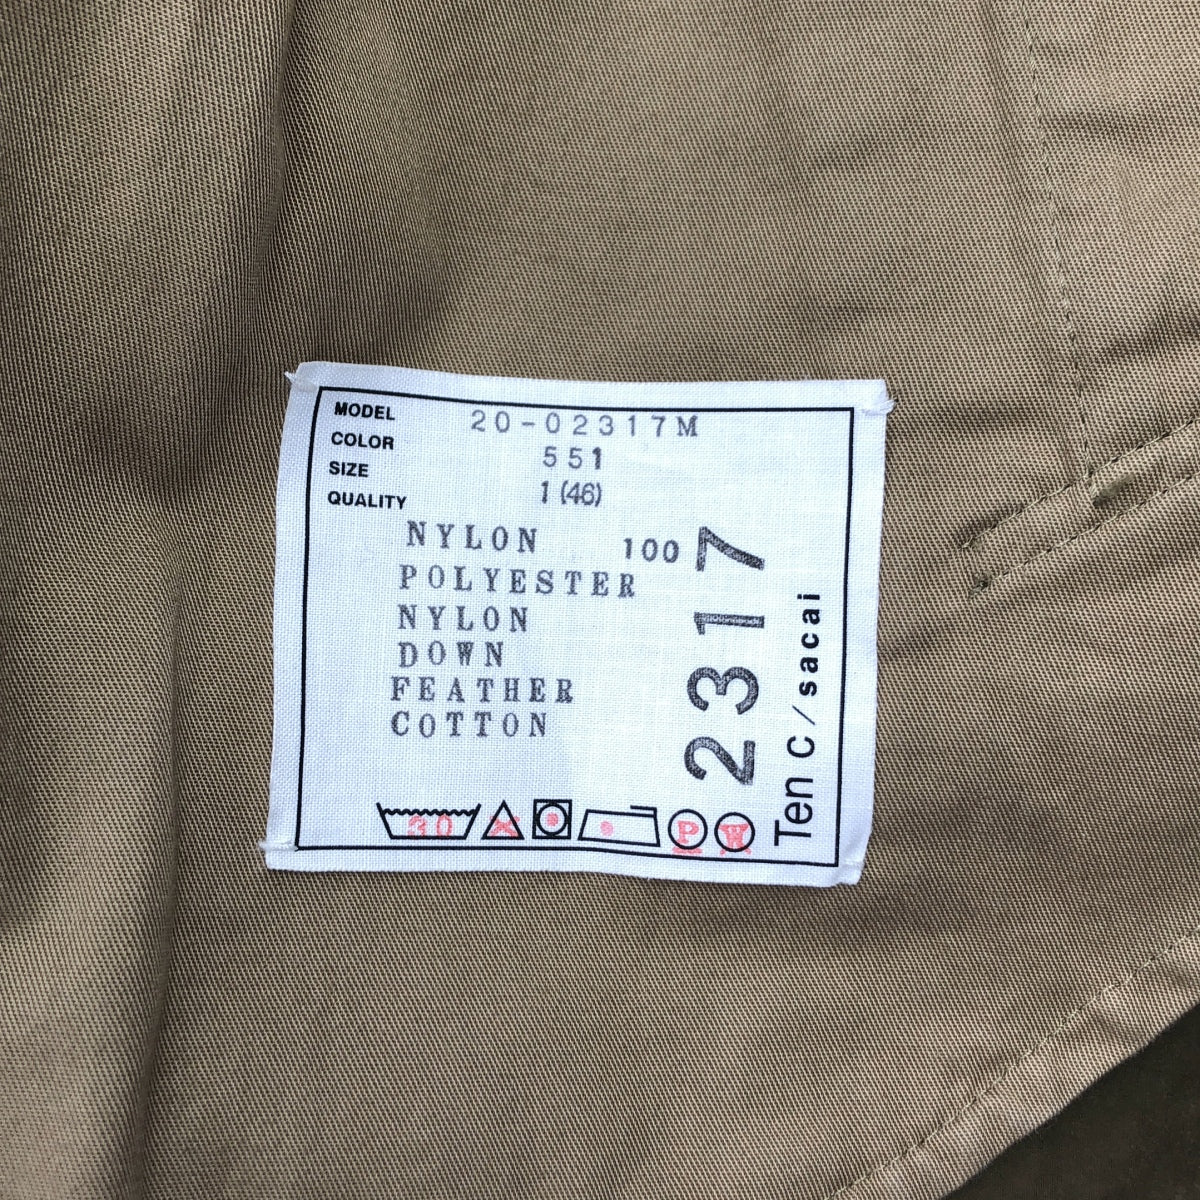 MODEL 20-02317M
COLOR 551
SIZE 1 (46)
QUALITY
NYLON 100
POLYESTER
NYLON
DOWN
FEATHER
COTTON
2317
Ten C/sacai
30
P W